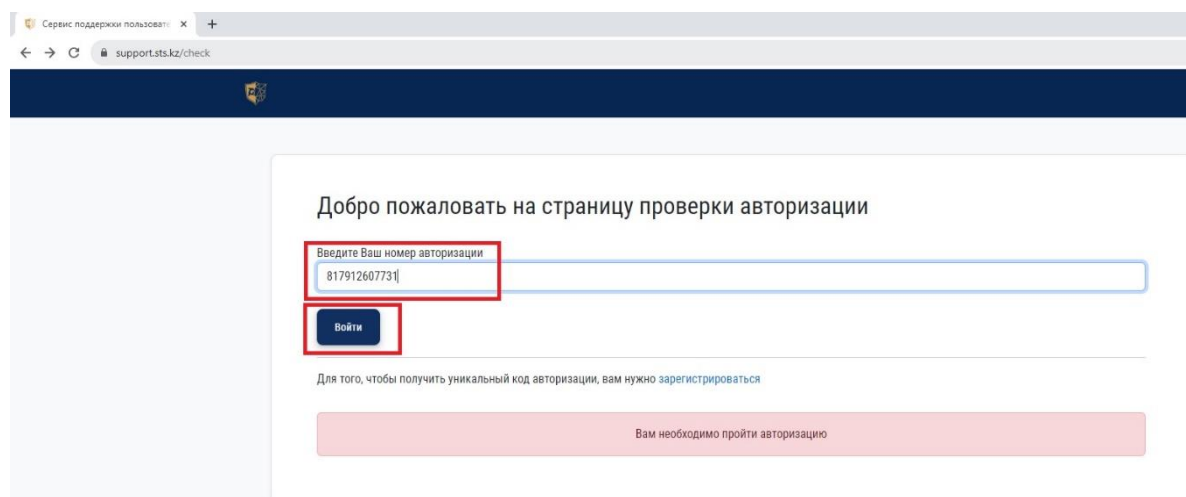 Сервис поддержки пользовате
support.sts.kz/check
Добро пожаловать на страницу проверки авторизации
Введите Ваш номер авторизации
817912607731
Войти
Для того, чтобы получить уникальный код авторизации, вам нужно зарегистрироваться
Вам необходимо пройти авторизацию